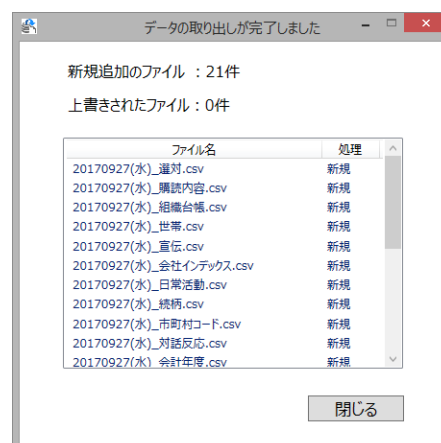 データの取り出しが完了しました
新規追加のファイル ：21件
上書きされたファイル：0件
ファイル名 処理
20170927(水)_選対.csv 新規
20170927(水)_購読内容.csv 新規
20170927(水)_組織台帳.csv 新規
20170927(水)_世帯.csv 新規
20170927(水)_宣伝.csv 新規
20170927(水)_会社インデックス.csv 新規
20170927(水)_日常活動.csv 新規
20170927(水)_続柄.csv 新規
20170927(水)_市町村コード.csv 新規
20170927(水)_対話反応.csv 新規
20170927(水)_会計年度.csv 新規
閉じる